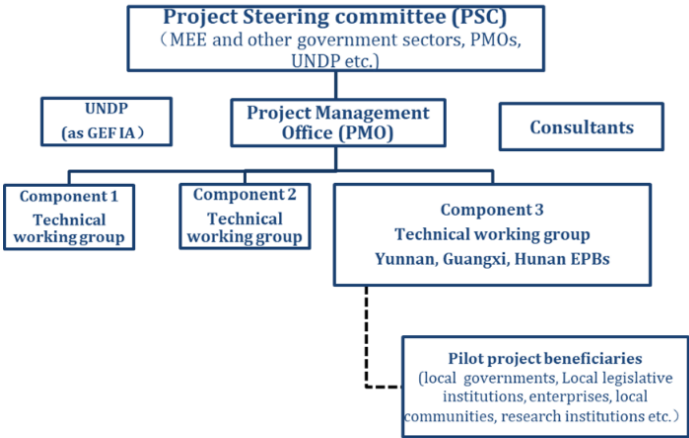 Project Steering committee (PSC)
（MEE and other government sectors, PMOs,
UNDP etc.)
UNDP
(as GEF IA）
Project Management
Office (PMO)
Consultants
Component 1
Technical
working group
Component 2
Technical
working group
Component 3
Technical working group
Yunnan, Guangxi, Hunan EPBs
Pilot project beneficiaries
(local governments, Local legislative
institutions, enterprises, local
communities, research institutions etc.）